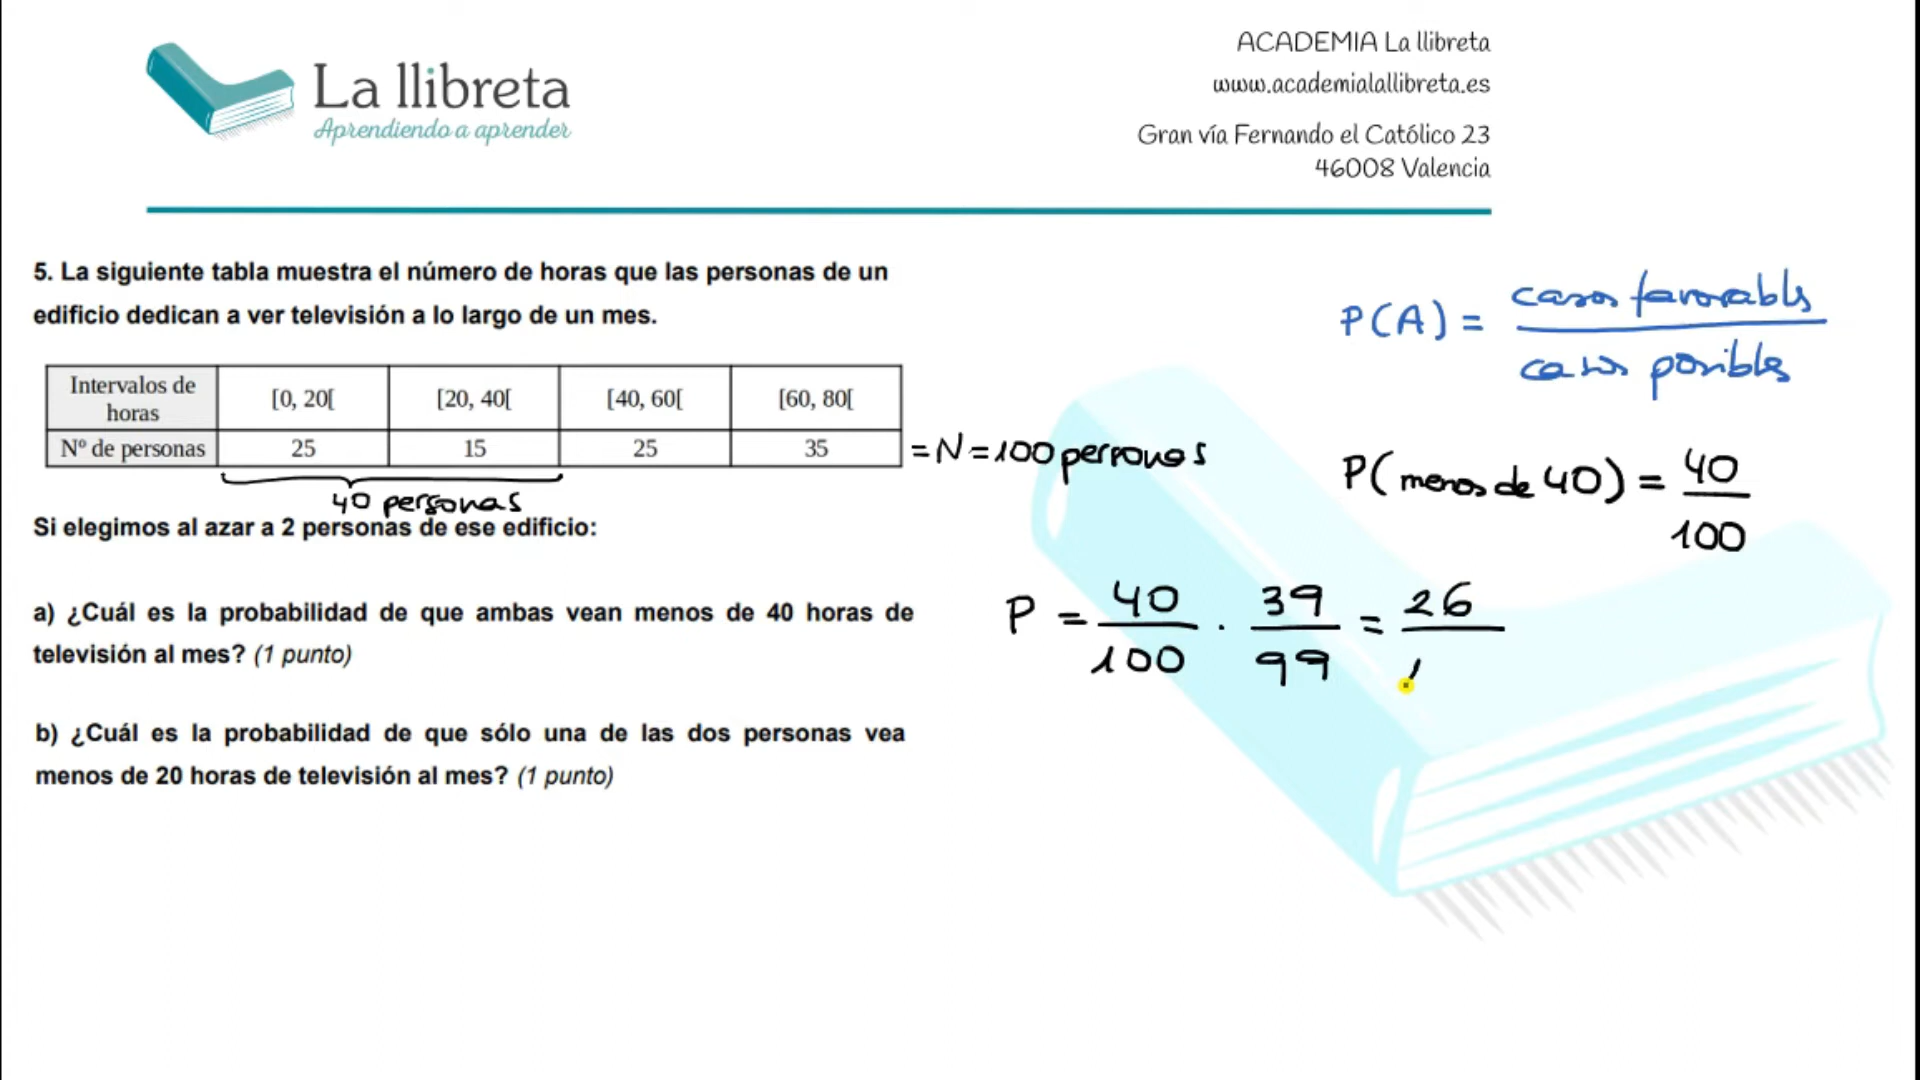 La llibreta
Aprendiendo a aprender
ACADEMIA La llibreta
www.academialallibreta.es
Gran vía Fernando el Católico 23
46008 Valencia
5. La siguiente tabla muestra el número de horas que las personas de un
edificio dedican a ver televisión a lo largo de un mes.
Intervalos de horas [0, 20[ [20, 40[ [40, 60[ [60, 80[
Nº de personas 25 15 25 35 = N = 100 personas
40 personas
Si elegimos al azar a 2 personas de ese edificio:
a) ¿Cuál es la probabilidad de que ambas vean menos de 40 horas de
televisión al mes? (1 punto)
b) ¿Cuál es la probabilidad de que sólo una de las dos personas vea
menos de 20 horas de televisión al mes? (1 punto)
P(A) = casos favorables / casos posibles
P(menos de 40) = 40 / 100
P = 40 / 100 · 39 / 99 = 26 /